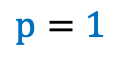 p = 1